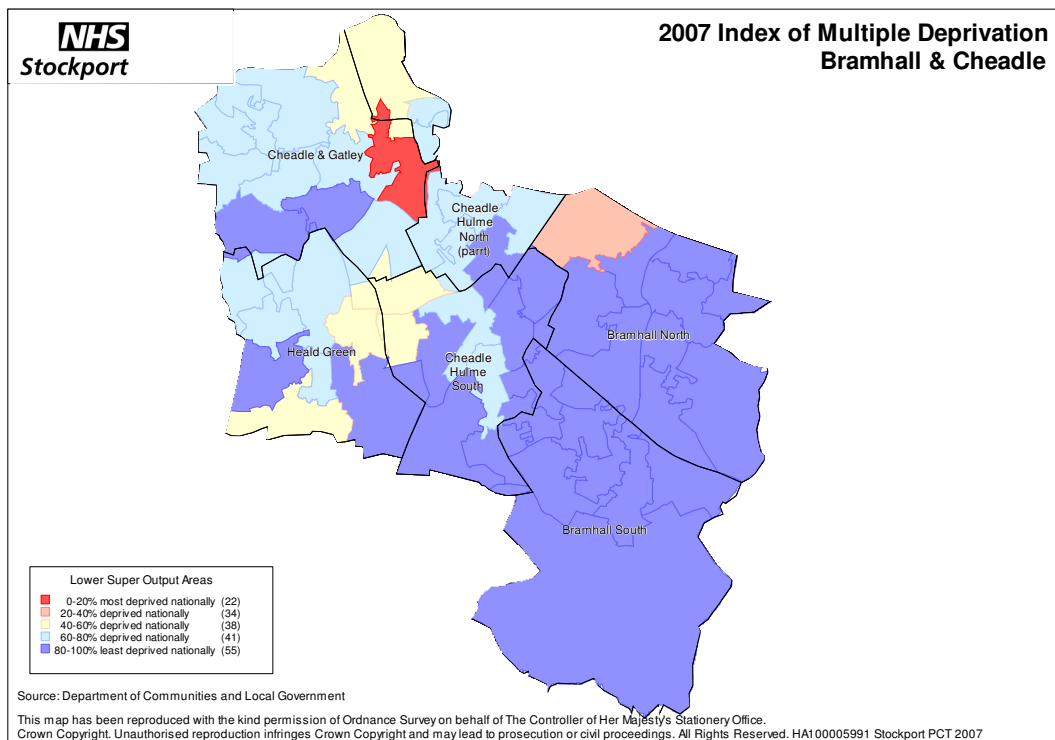 NHS
Stockport
2007 Index of Multiple Deprivation
Bramhall & Cheadle
Cheadle & Gatley
Cheadle
Hulme
North
(parrt)
Bramhall North
Heald Green
Cheadle
Hulme
South
Bramhall South
Lower Super Output Areas
0-20% most deprived nationally (22)
20-40% deprived nationally (34)
40-60% deprived nationally (38)
60-80% deprived nationally (41)
80-100% least deprived nationally (55)
Source: Department of Communities and Local Government
This map has been reproduced with the kind permission of Ordnance Survey on behalf of The Controller of Her Majesty's Stationery Office.
Crown Copyright. Unauthorised reproduction infringes Crown Copyright and may lead to prosecution or civil proceedings. All Rights Reserved. HA100005991 Stockport PCT 2007